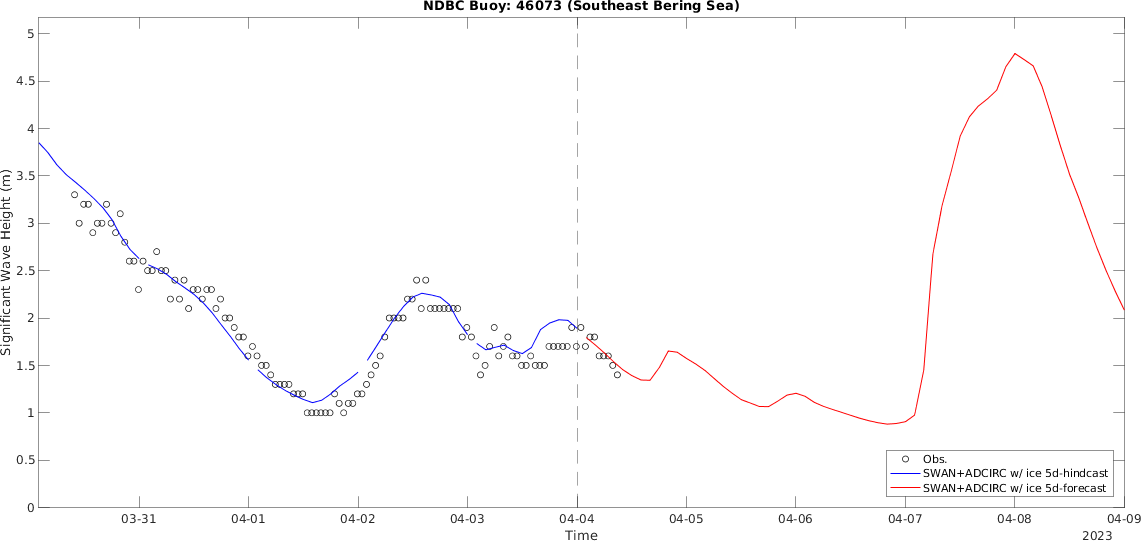 NDBC Buoy: 46073 (Southeast Bering Sea)
Significant Wave Height (m)
5
4.5
4
3.5
3
2.5
2
1.5
1
0.5
0
Obs.
SWAN+ADCIRC w/ ice 5d-hindcast
SWAN+ADCIRC w/ ice 5d-forecast
03-31 04-01 04-02 04-03 04-04 04-05 04-06 04-07 04-08 04-09
Time
2023